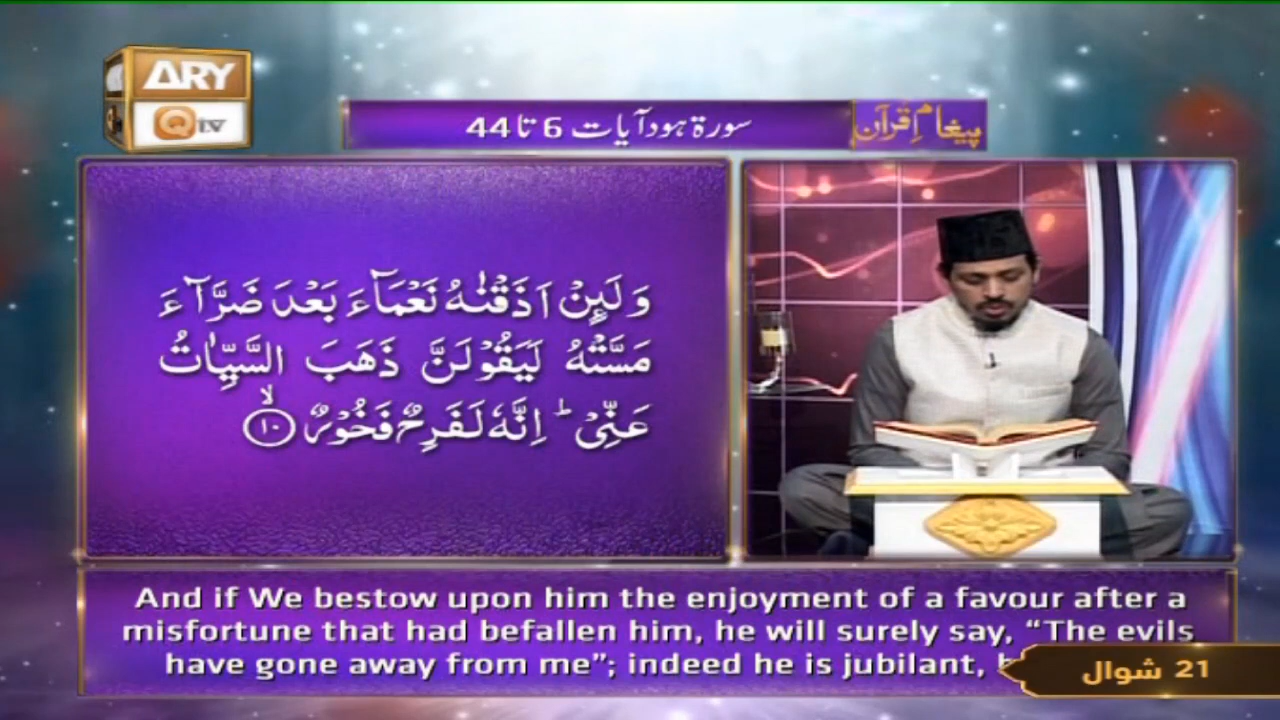 ARY
Qtv
سورۃ ہود آیات 6 تا 44
پیغامِ قرآن
وَلَئِنْ اَذَقْنٰهُ نَعْمَآءَ بَعْدَ ضَرَّآءَ
مَسَّتْهُ لَيَقُوْلَنَّ ذَهَبَ السَّيِّاٰتُ
عَنِّيْ ؕ اِنَّهٗ لَفَرِحٌ فَخُوْرٌ ۙ ﴿۱۰﴾
And if We bestow upon him the enjoyment of a favour after a
misfortune that had befallen him, he will surely say, “The evils
have gone away from me”; indeed he is jubilant,
21 شوال